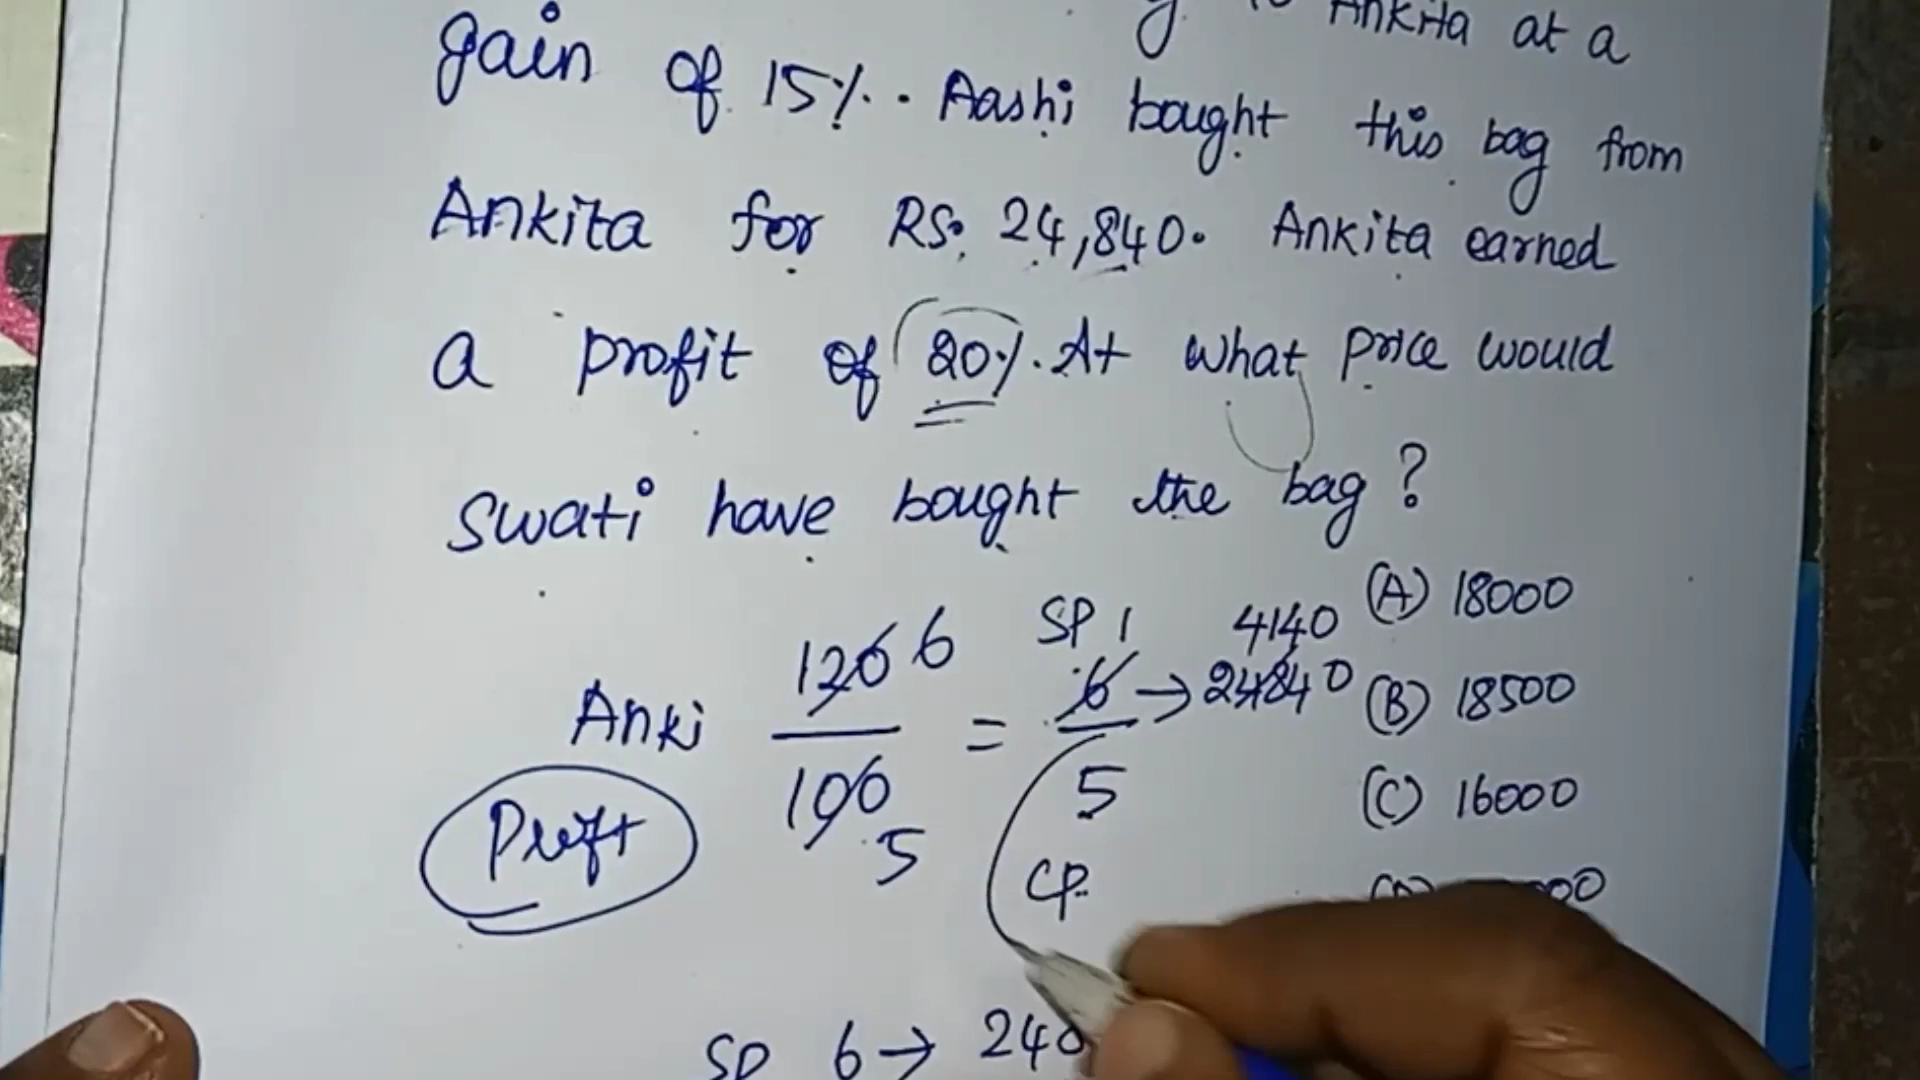 Ankita at a
gain of 15%. Aashi bought this bag from
Ankita for RS. 24,840. Ankita earned
a profit of 20%. At what price would
Swati have bought the bag?
(A) 18000
SP 1 4140
120 6 6 → 24840 (B) 18500
Anki =
100 5 5 (C) 16000
Profit
CP
SP 6 →